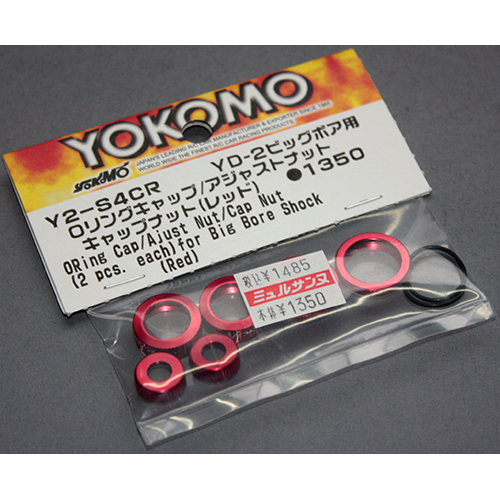 YOKOMO
JAPAN'S LEADING R/C CAR MANUFACTURER & EXPORTER SINCE
WORLD WIDE THE FINEST R/C CAR RACING PRODUCTS
YOKOMO
Y2-S4CR YD-2ビッグボア用
Oリングキャップ/アジャストナット
キャップナット(レッド) ●1350
ORing Cap/Ajust Nut/Cap Nut
(2 pcs. each)for Big Bore Shock
(Red)
税込¥1485
ミュルサンヌ
本体¥1350